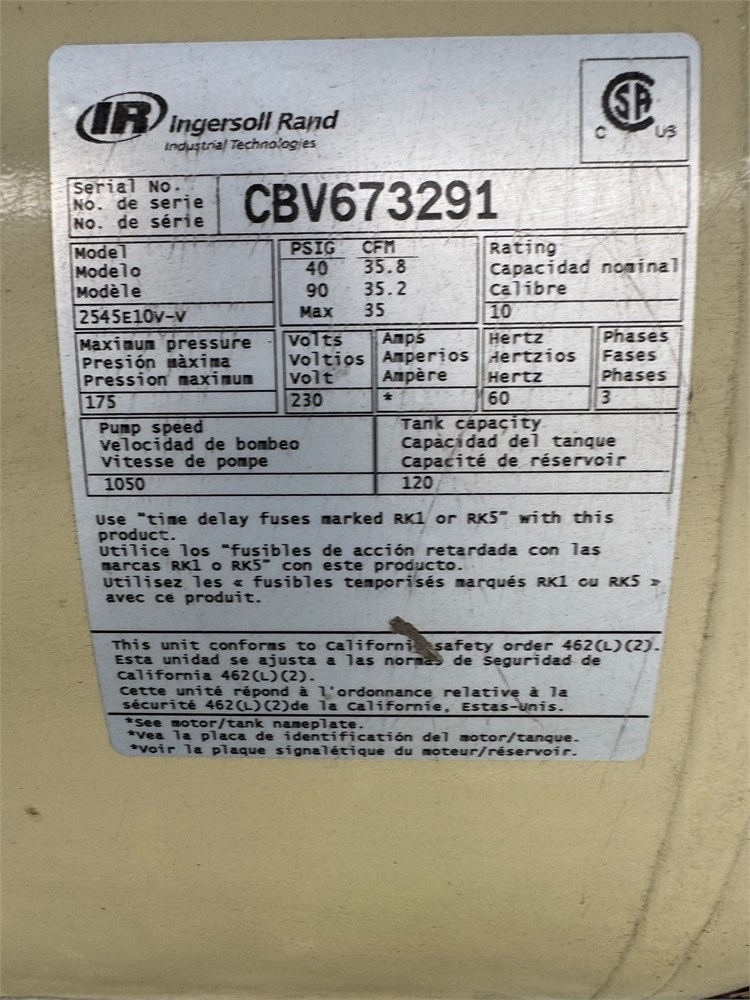 IR Ingersoll Rand
Industrial Technologies
CSA
C US
Serial No.
No. de serie
No. de série
CBV673291
Model
Modelo
Modèle
2545E10V-V
PSIG CFM
40 35.8
90 35.2
Max 35
Rating
Capacidad nominal
Calibre
10
Maximum pressure
Presión màxima
Pression maximum
175
Volts
Voltios
Volt
230
Amps
Amperios
Ampère
*
Hertz
Hertzios
Hertz
60
Phases
Fases
Phases
3
Pump speed
Velocidad de bombeo
Vitesse de pompe
1050
Tank capacity
Capacidad del tanque
Capacité de réservoir
120
Use "time delay fuses marked RK1 or RK5" with this
product.
Utilice los "fusibles de acción retardada con las
marcas RK1 o RK5" con este producto.
Utilisez les « fusibles temporisés marqués RK1 ou RK5 »
avec ce produit.
This unit conforms to California safety order 462(L)(2).
Esta unidad se ajusta a las normas de Seguridad de
California 462(L)(2).
Cette unité répond à l'ordonnance relative à la
sécurité 462(L)(2)de la Californie, Estas-Unis.
*See motor/tank nameplate.
*Vea la placa de identificación del motor/tanque.
*Voir la plaque signalétique du moteur/réservoir.